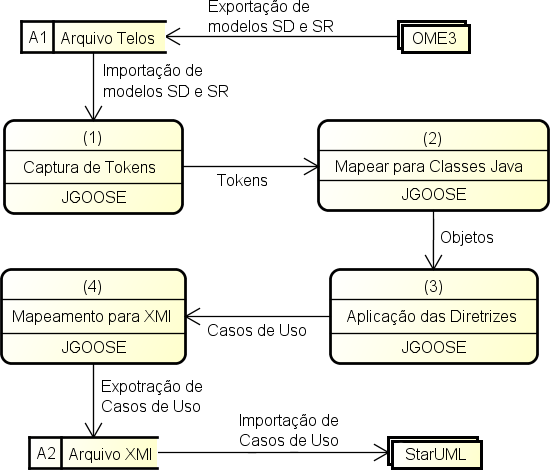 Exportação de
modelos SD e SR
A1
Arquivo Telos
OME3
Importação de
modelos SD e SR
(1)
Captura de Tokens
JGOOSE
Tokens
(2)
Mapear para Classes Java
JGOOSE
Objetos
(3)
Aplicação das Diretrizes
JGOOSE
Casos de Uso
(4)
Mapeamento para XMI
JGOOSE
Expotração de
Casos de Uso
A2
Arquivo XMI
Importação de
Casos de Uso
StarUML